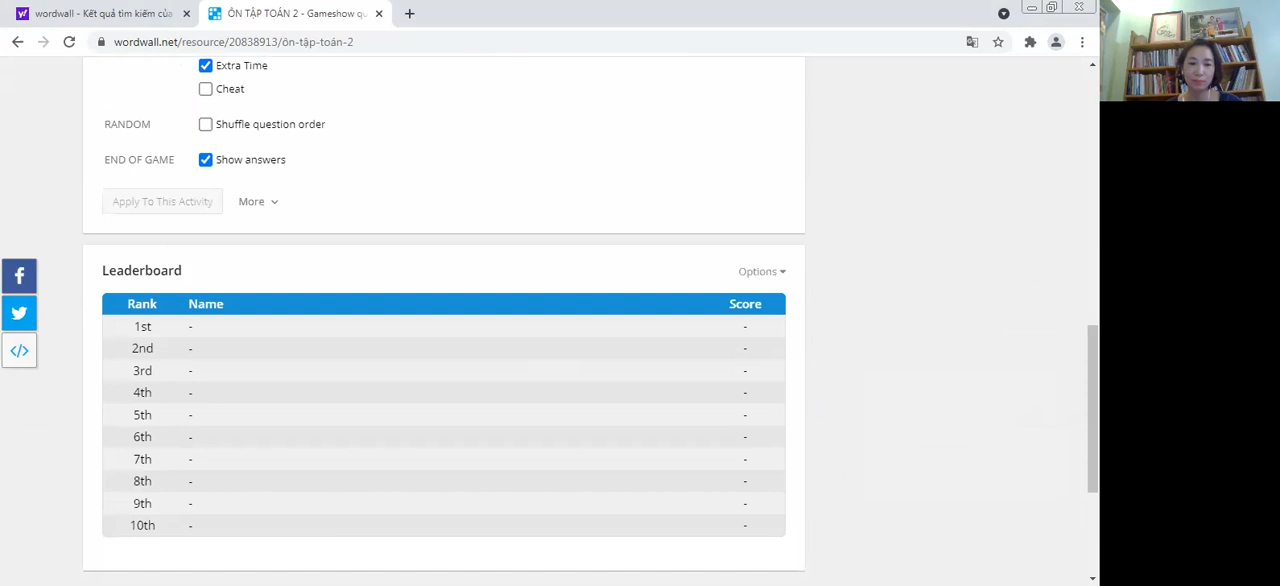 wordwall - Kết quả tìm kiếm củ
ÔN TẬP TOÁN 2 - Gameshow qu
wordwall.net/resource/20838913/ôn-tập-toán-2
Extra Time
Cheat
RANDOM Shuffle question order
END OF GAME Show answers
Apply To This Activity More
Leaderboard Options
Rank Name Score
1st - -
2nd - -
3rd - -
4th - -
5th - -
6th - -
7th - -
8th - -
9th - -
10th - -